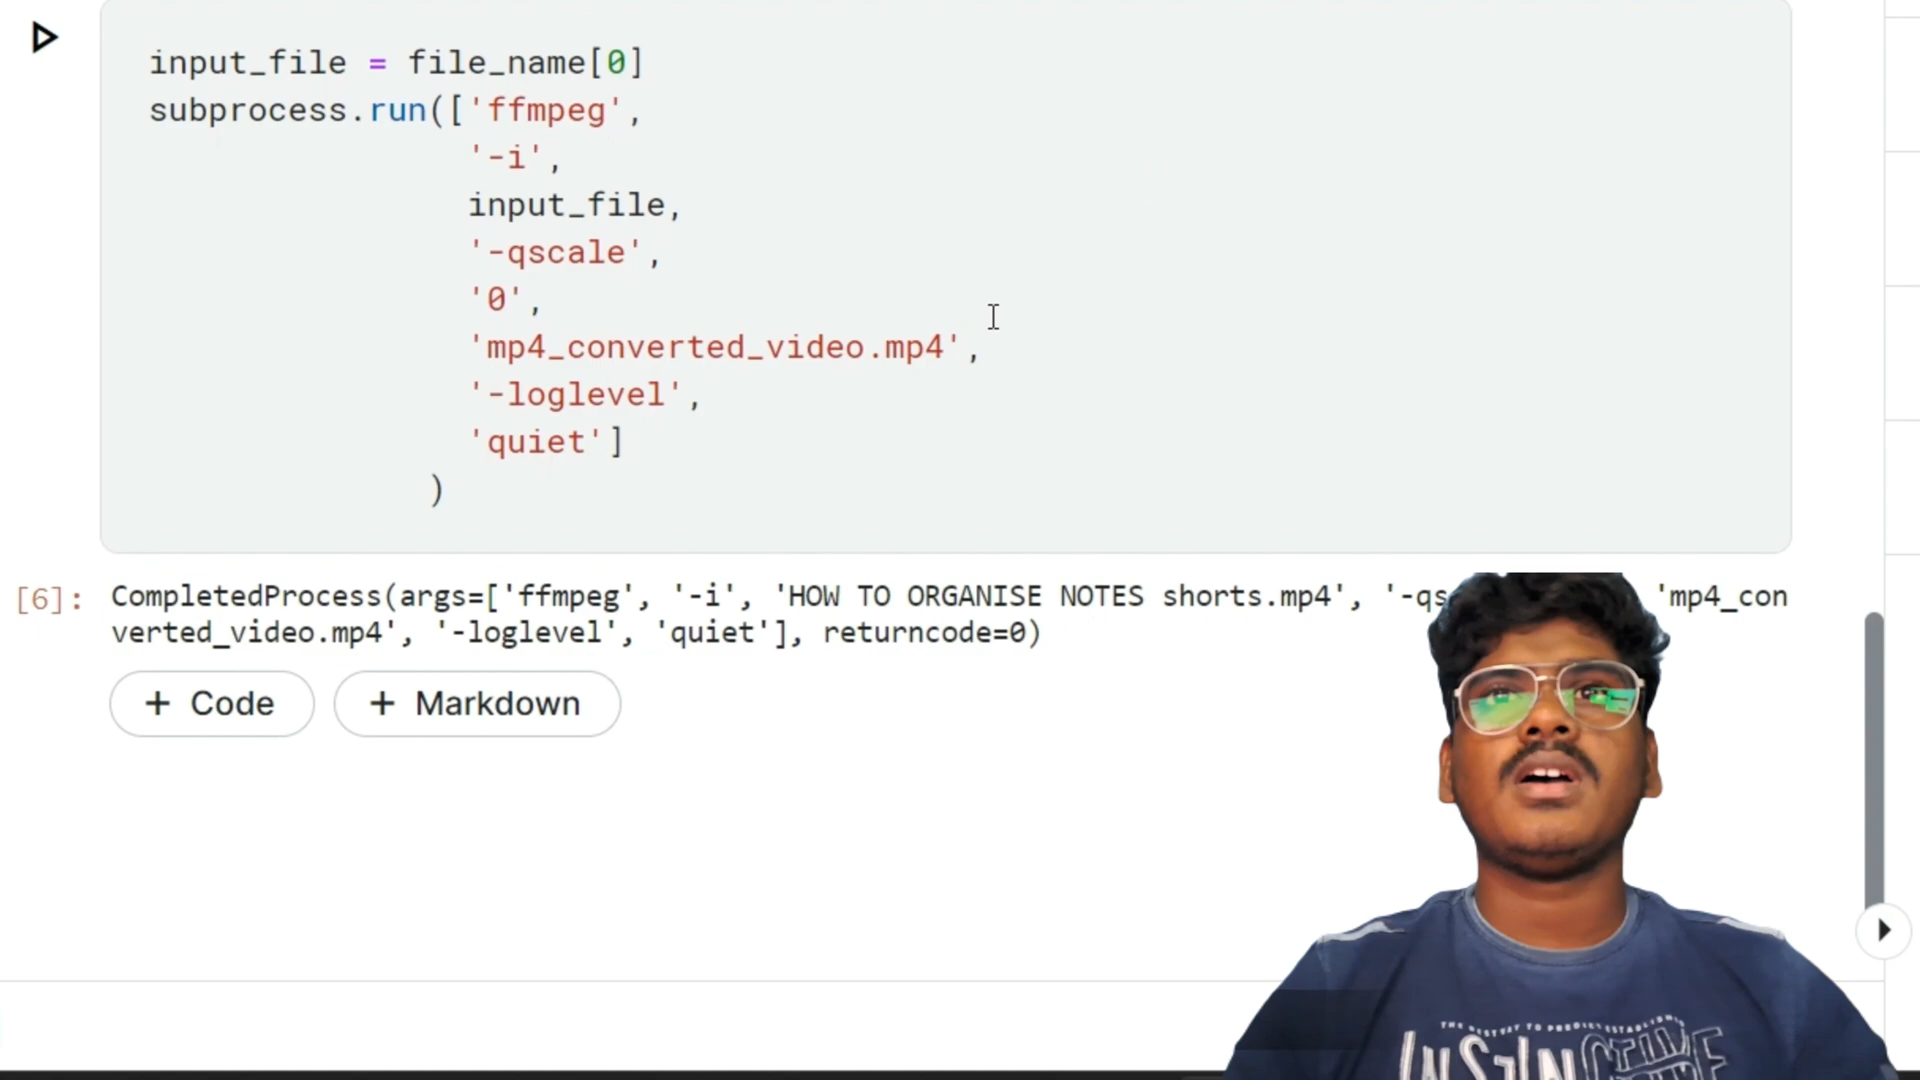 input_file = file_name[0]
subprocess.run(['ffmpeg',
'-i',
input_file,
'-qscale',
'0',
'mp4_converted_video.mp4',
'-loglevel',
'quiet']
)
[6]: CompletedProcess(args=['ffmpeg', '-i', 'HOW TO ORGANISE NOTES shorts.mp4', '-qs 'mp4_con
verted_video.mp4', '-loglevel', 'quiet'], returncode=0)
+ Code + Markdown